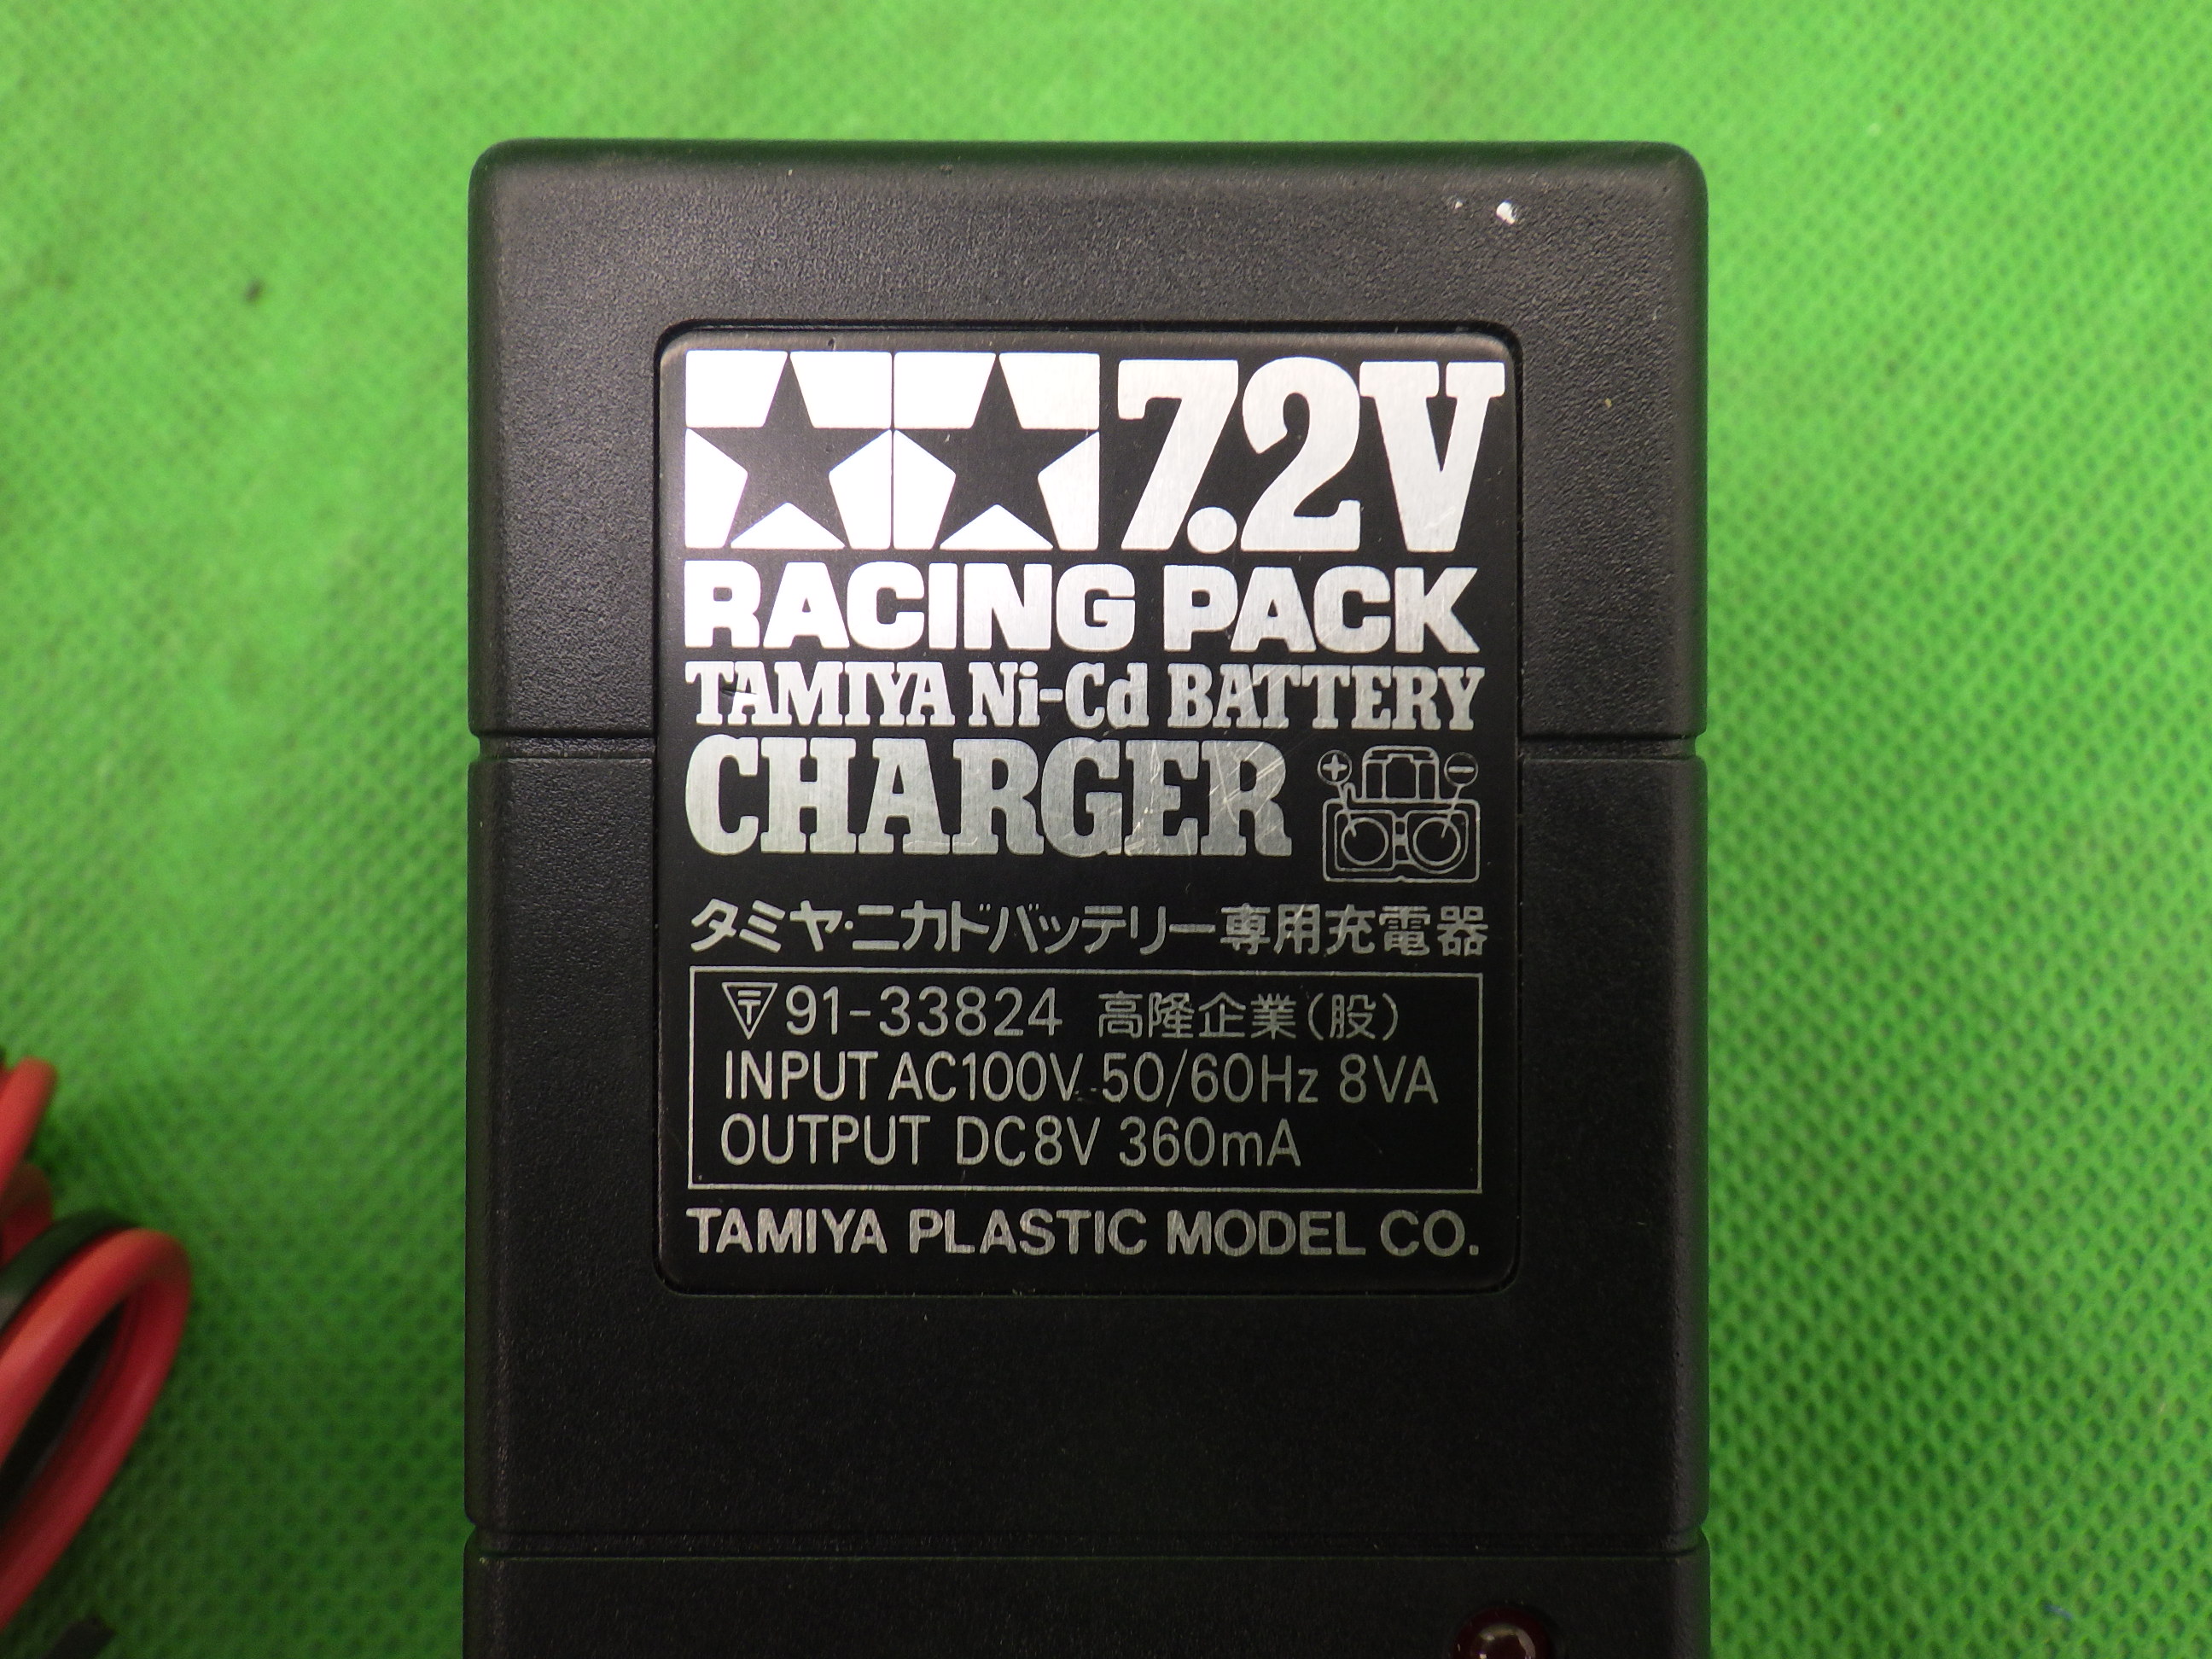 7.2V
RACING PACK
TAMIYA Ni-Cd BATTERY
CHARGER
+ −
タミヤ・ニカドバッテリー専用充電器
〒91-33824 高隆企業(股)
INPUT AC100V 50/60Hz 8VA
OUTPUT DC8V 360mA
TAMIYA PLASTIC MODEL CO.